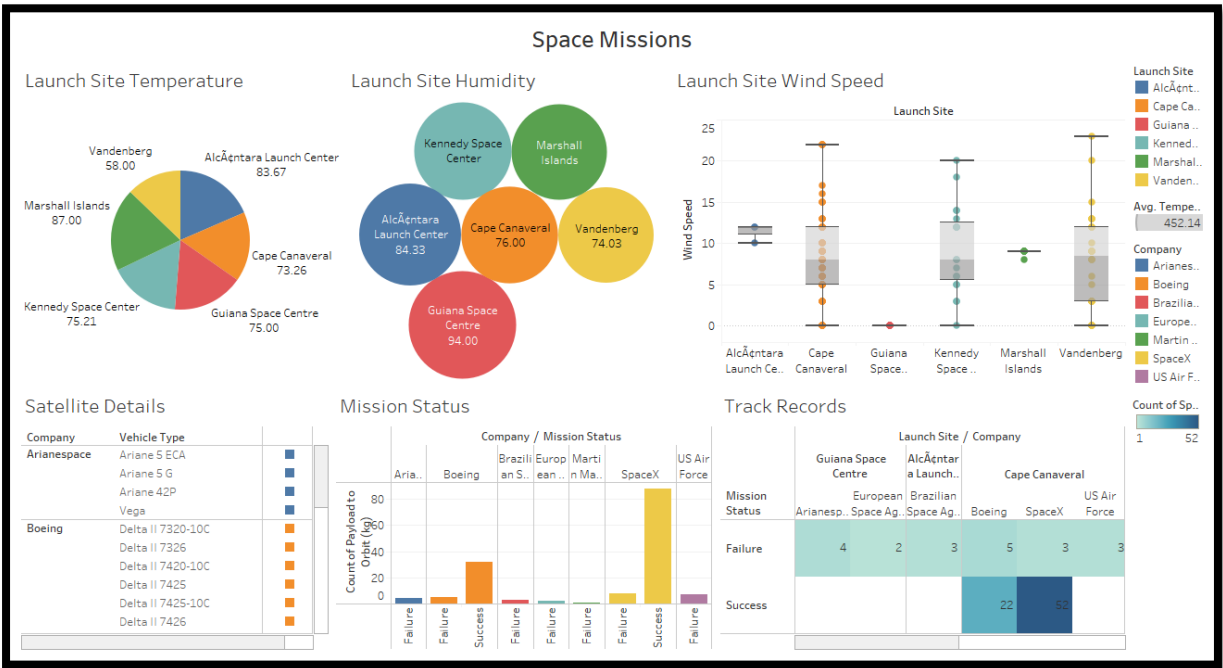 Space Missions
Launch Site Temperature
Vandenberg
58.00
AlcÃ¢ntara Launch Center
83.67
Marshall Islands
87.00
Cape Canaveral
73.26
Kennedy Space Center
75.21
Guiana Space Centre
75.00
Launch Site Humidity
Kennedy Space
Center
Marshall
Islands
AlcÃ¢ntara
Launch Center
84.33
Cape Canaveral
76.00
Vandenberg
74.03
Guiana Space
Centre
94.00
Launch Site Wind Speed
Launch Site
Wind Speed
25
20
15
10
5
0
AlcÃ¢ntara
Launch Ce..
Cape
Canaveral
Guiana
Space..
Kennedy
Space ..
Marshall
Islands
Vandenberg
Launch Site
AlcÃ¢nt..
Cape Ca..
Guiana ..
Kenned..
Marshal..
Vanden..
Avg. Tempe..
452.14
Company
Arianes..
Boeing
Brazilia..
Europe..
Martin ..
SpaceX
US Air F..
Count of Sp..
1 52
Satellite Details
Company Vehicle Type
Arianespace Ariane 5 ECA
Ariane 5 G
Ariane 42P
Vega
Boeing Delta II 7320-10C
Delta II 7326
Delta II 7420-10C
Delta II 7425
Delta II 7425-10C
Delta II 7426
Mission Status
Company / Mission Status
Aria..
Boeing
Brazili
an S..
Europ
ean ..
Marti
n Ma..
SpaceX
US Air
Force
Count of Payload to
Orbit (kg)
80
60
40
20
0
Failure
Failure
Success
Failure
Failure
Failure
Failure
Success
Failure
Track Records
Launch Site / Company
Guiana Space
Centre
AlcÃ¢ntar
a Launch..
Cape Canaveral
Mission
Status
Arianesp..
European
Space Ag..
Brazilian
Space Ag..
Boeing
SpaceX
US Air
Force
Failure 4 2 3 5 3 3
Success 22 52